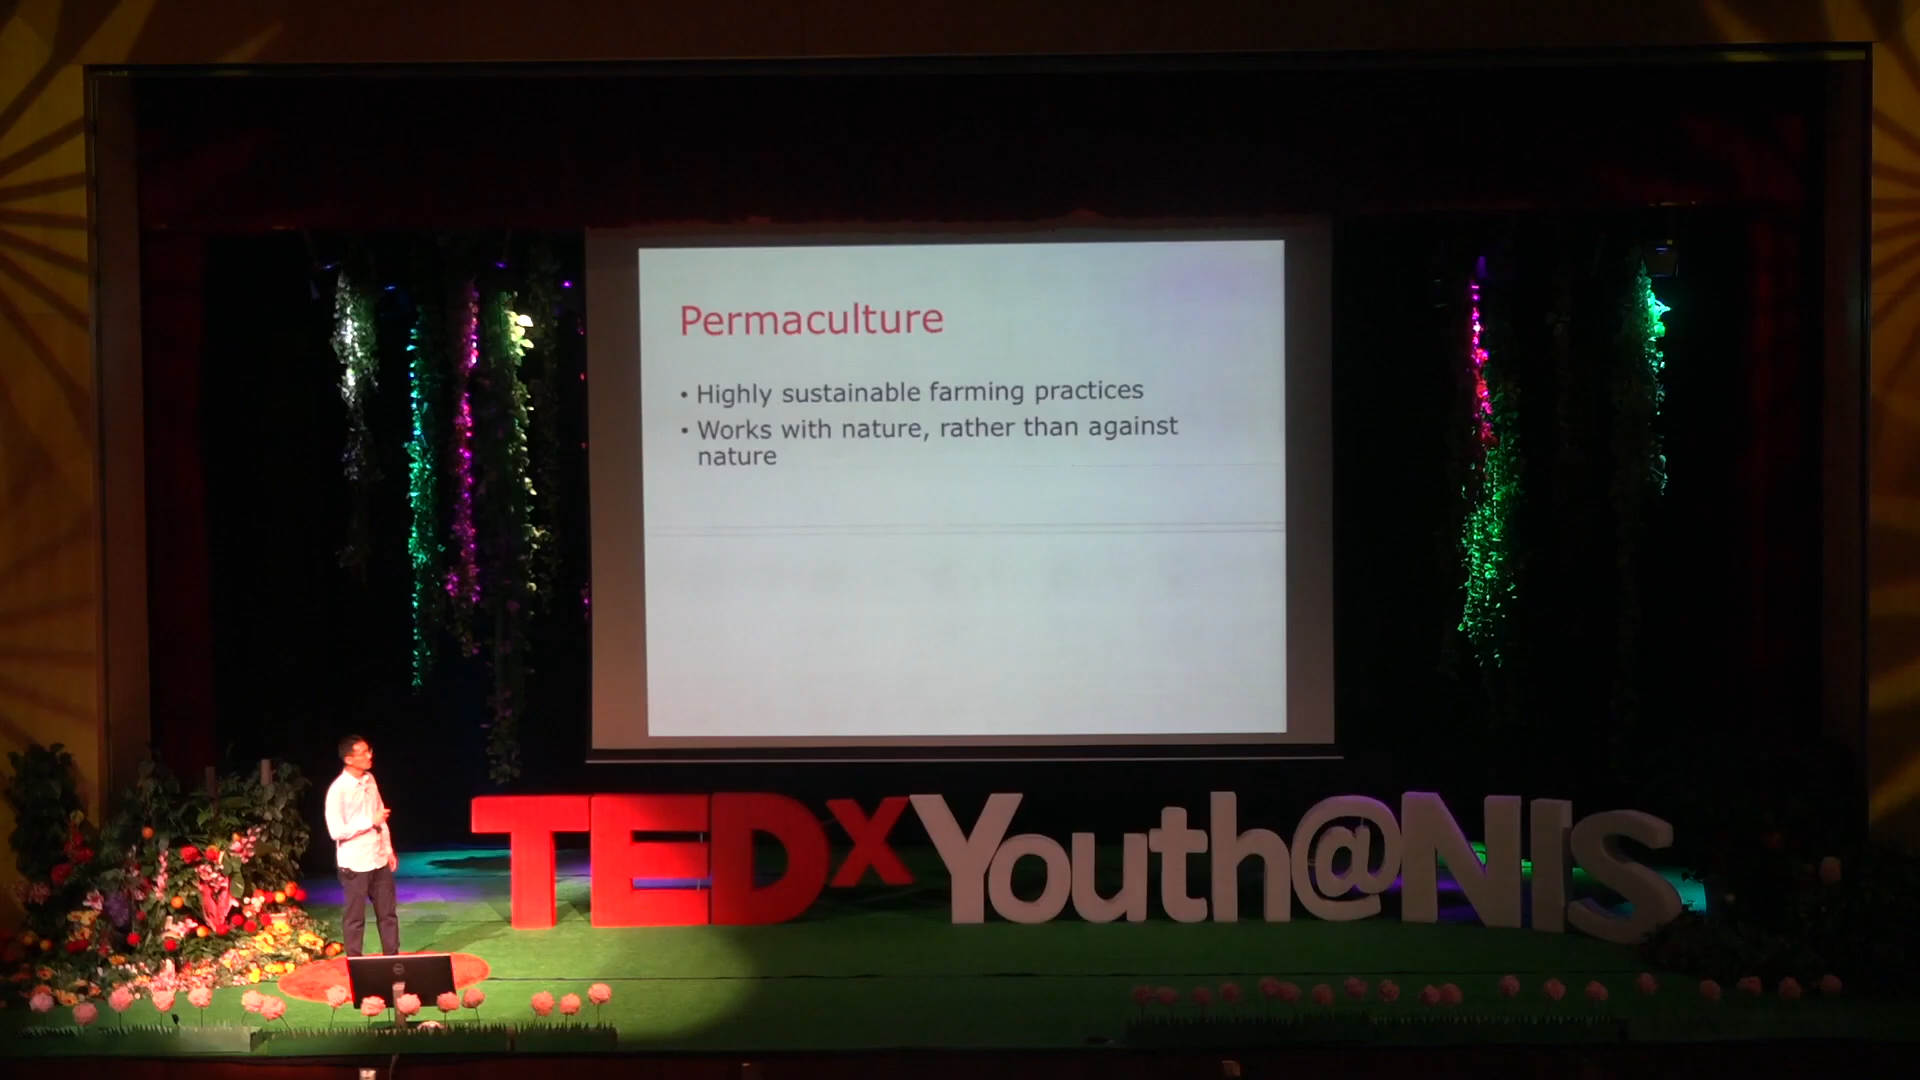 Permaculture
• Highly sustainable farming practices
• Works with nature, rather than against
nature
TEDxYouth@NIS